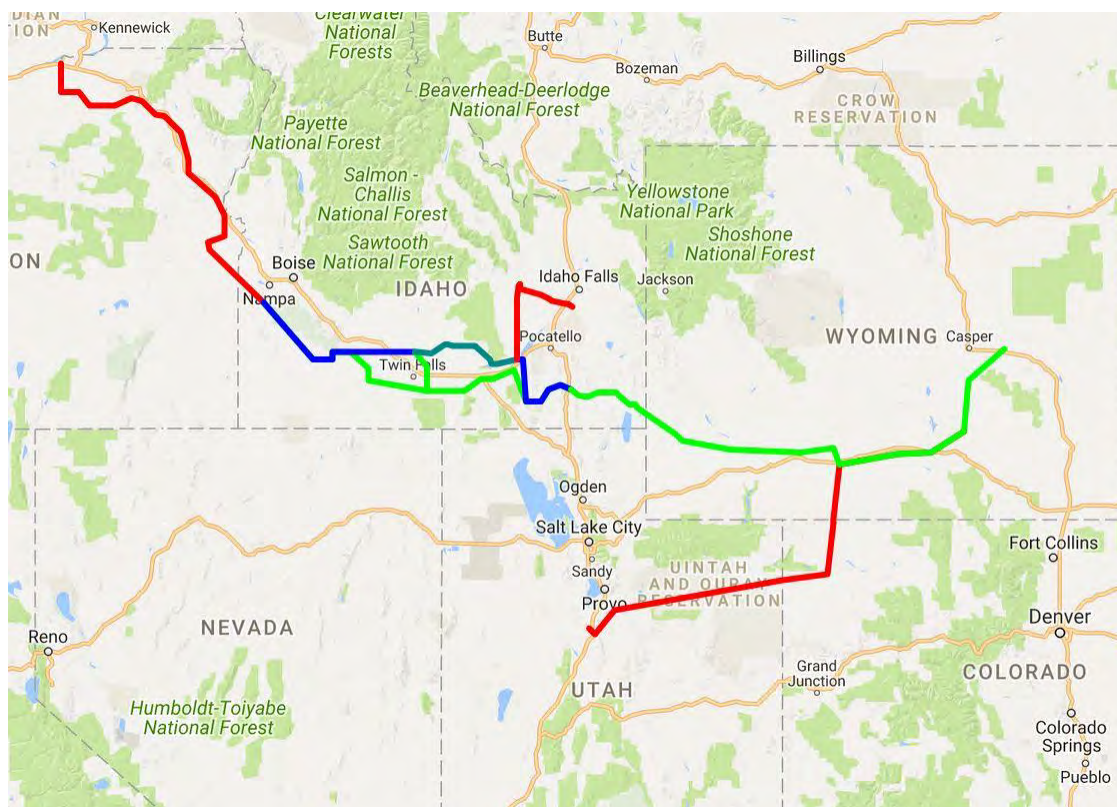 DIAN
TION
Kennewick
Clearwater
National
Forests
Butte
Bozeman
Billings
Beaverhead-Deerlodge
National Forest
CROW
RESERVATION
Payette
National Forest
Salmon -
Challis
National Forest
Yellowstone
National Park
Shoshone
National Forest
Sawtooth
National Forest
ON
Boise
Nampa
IDAHO
Idaho Falls
Jackson
Pocatello
WYOMING
Casper
Twin Falls
Ogden
Salt Lake City
Sandy
Provo
UINTAH
AND OURAY
RESERVATION
Fort Collins
Denver
Reno
NEVADA
UTAH
Grand
Junction
COLORADO
Humboldt-Toiyabe
National Forest
Colorado
Springs
Pueblo